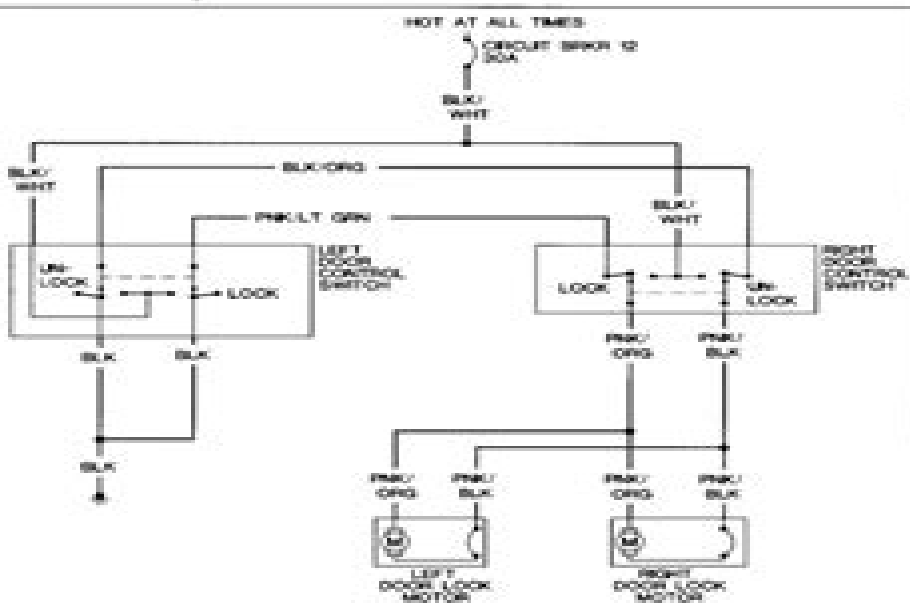 HOT AT ALL TIMES
CIRCUIT BRKR 12
30A
BLK/
WHT
BLK/
WHT
BLK/ORG
PNK/LT GRN
BLK/
WHT
UN-
LOCK
LOCK
LEFT
DOOR
CONTROL
SWITCH
LOCK
UN-
LOCK
RIGHT
DOOR
CONTROL
SWITCH
BLK
BLK
PNK/
ORG
PNK/
BLK
BLK
PNK/
ORG
PNK/
BLK
PNK/
ORG
PNK/
BLK
M
M
LEFT
DOOR LOCK
MOTOR
RIGHT
DOOR LOCK
MOTOR